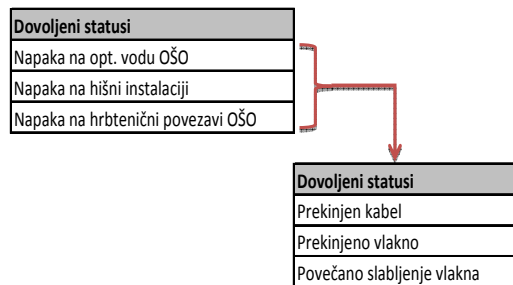 Dovoljeni statusi
Napaka na opt. vodu OŠO
Napaka na hišni instalaciji
Napaka na hrbtenični povezavi OŠO
Dovoljeni statusi
Prekinjen kabel
Prekinjeno vlakno
Povečano slabljenje vlakna